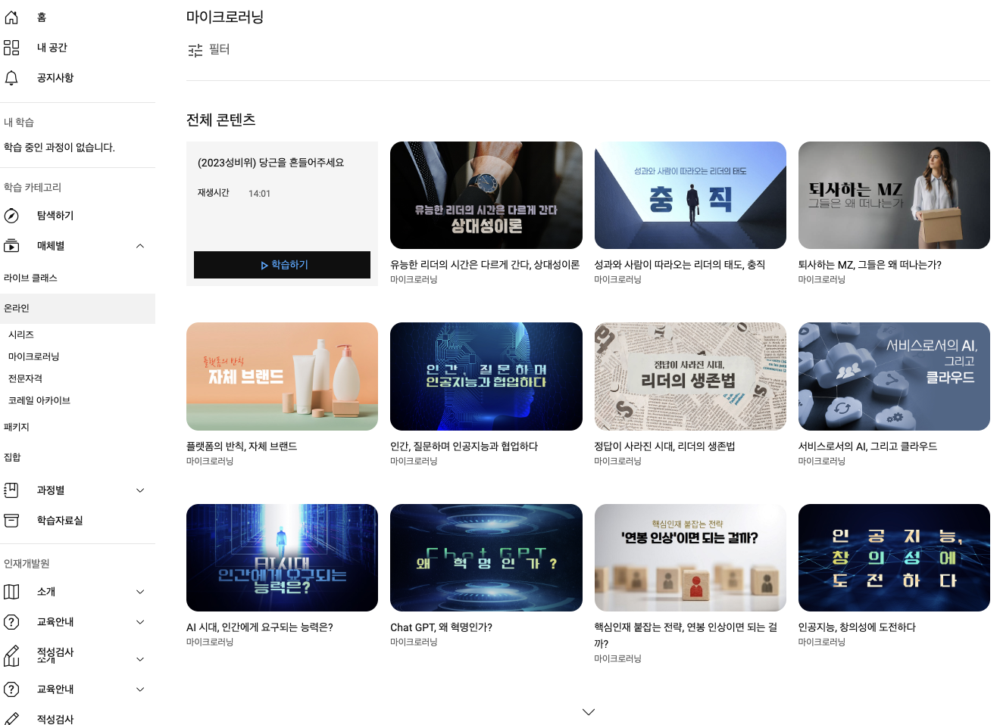 홈
내 공간
공지사항
내 학습
학습 중인 과정이 없습니다.
학습 카테고리
탐색하기
매체별
라이브 클래스
온라인
시리즈
마이크로러닝
전문자격
코레일 아카이브
패키지
집합
과정별
학습자료실
인재개발원
소개
교육안내
적성검사
소개
교육안내
적성검사
마이크로러닝
필터
전체 콘텐츠
(2023성비위) 당근을 흔들어주세요
재생시간 14:01
학습하기
유능한 리더의 시간은 다르게 간다
상대성이론
유능한 리더의 시간은 다르게 간다, 상대성이론
마이크로러닝
성과와 사람이 따라오는 리더의 태도
충 직
성과와 사람이 따라오는 리더의 태도, 충직
마이크로러닝
퇴사하는 MZ
그들은 왜 떠나는가
퇴사하는 MZ, 그들은 왜 떠나는가?
마이크로러닝
플랫폼의 반칙
자체 브랜드
플랫폼의 반칙, 자체 브랜드
마이크로러닝
인간, 질문하며
인공지능과 협업하다
인간, 질문하며 인공지능과 협업하다
마이크로러닝
정답이 사라진 시대,
리더의 생존법
정답이 사라진 시대, 리더의 생존법
마이크로러닝
서비스로서의 AI,
그리고
클라우드
서비스로서의 AI, 그리고 클라우드
마이크로러닝
AI시대
인간에게 요구되는
능력은?
AI 시대, 인간에게 요구되는 능력은?
마이크로러닝
Chat GPT
왜 혁명인가?
Chat GPT, 왜 혁명인가?
마이크로러닝
핵심인재 붙잡는 전략
'연봉 인상'이면 되는 걸까?
핵심인재 붙잡는 전략, 연봉 인상이면 되는 걸
까?
마이크로러닝
인 공 지 능,
창 의 성 에
도 전 하 다
인공지능, 창의성에 도전하다
마이크로러닝